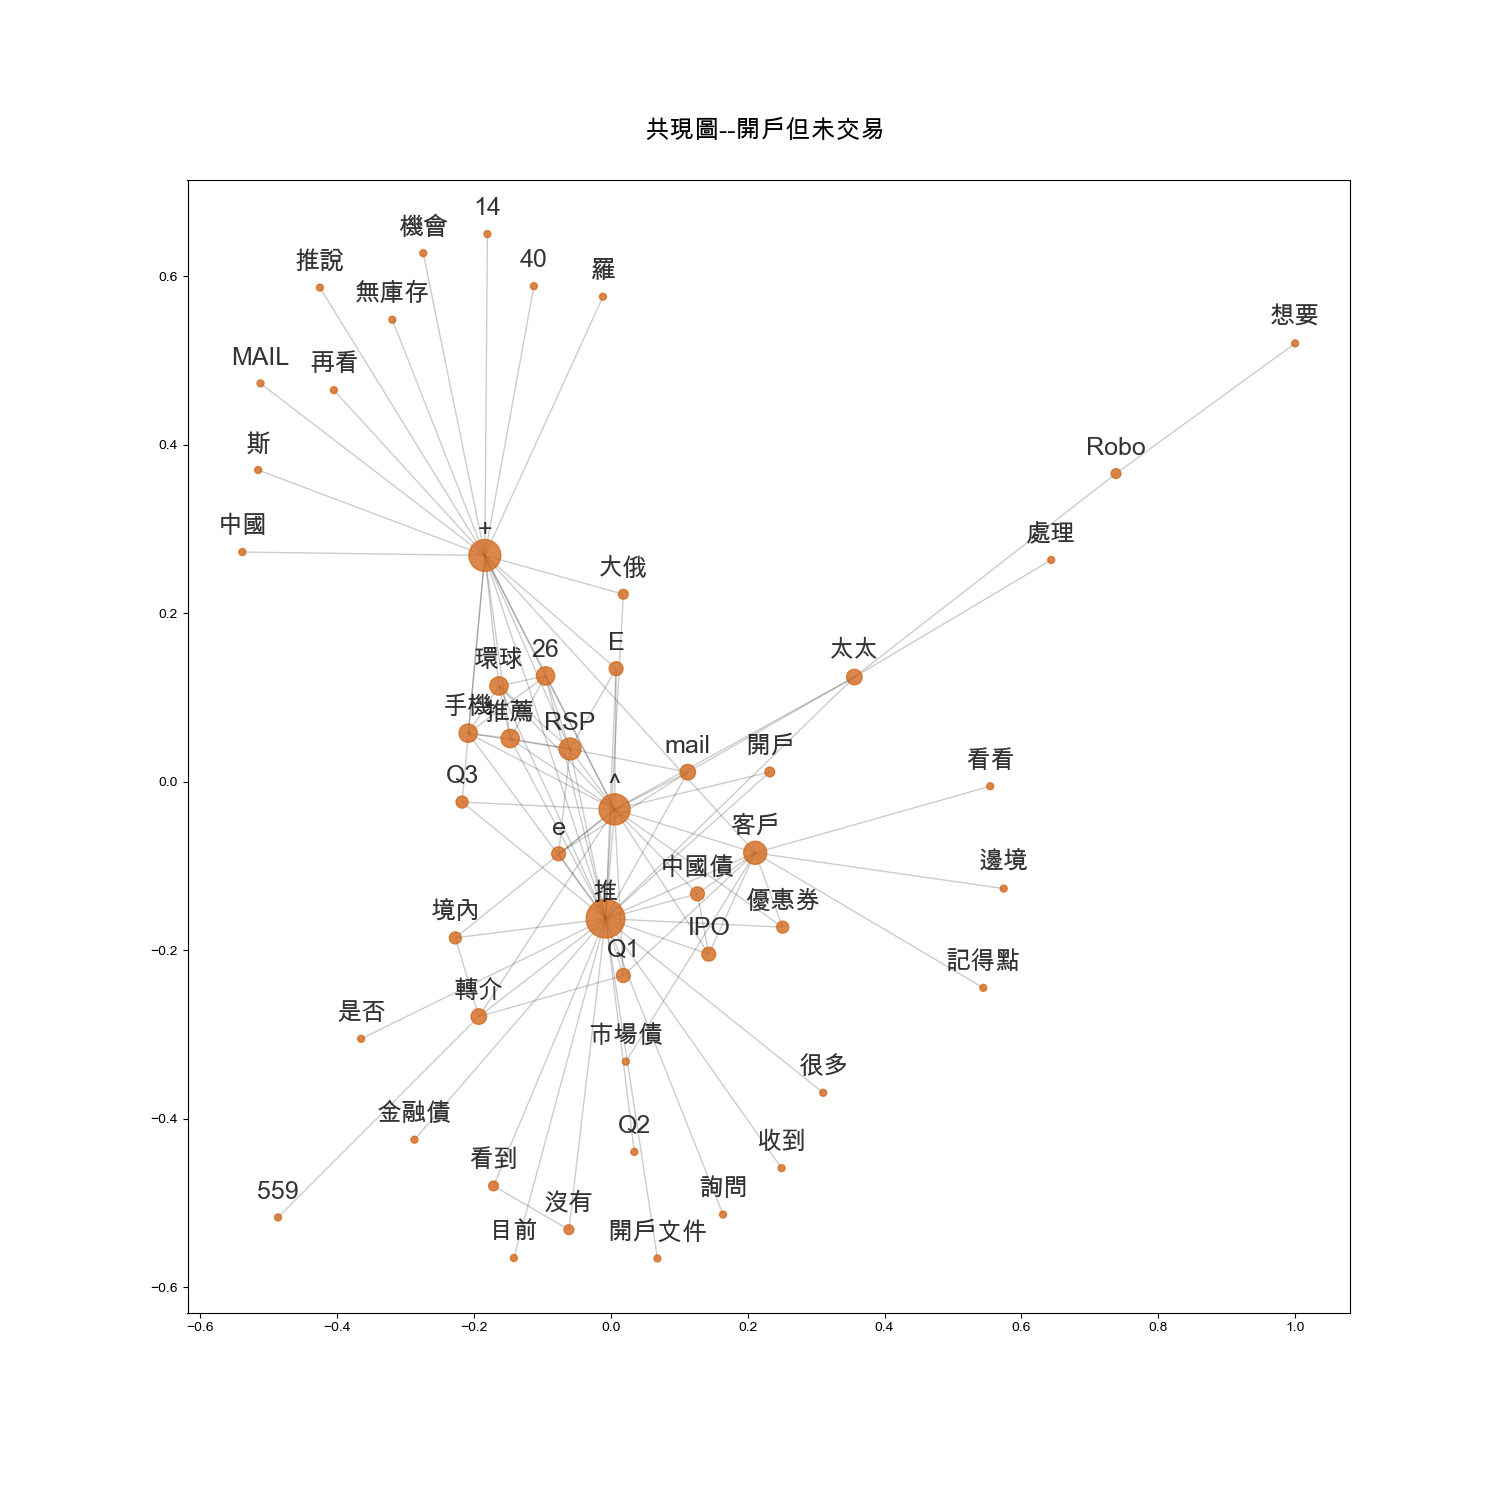 共現圖--開戶但未交易
14
機會
40
推說
羅
無庫存
想要
MAIL
再看
斯
Robo
中國
+
處理
大俄
E
26
環球
太太
手機
推薦
RSP
mail
開戶
看看
Q3
^
e
客戶
中國債
邊境
推
優惠券
境內
IPO
Q1
記得點
轉介
是否
市場債
很多
金融債
Q2
收到
看到
559
詢問
沒有
目前
開戶文件
0.6
0.4
0.2
0.0
−0.2
−0.4
−0.6
−0.6
−0.4
−0.2
0.0
0.2
0.4
0.6
0.8
1.0